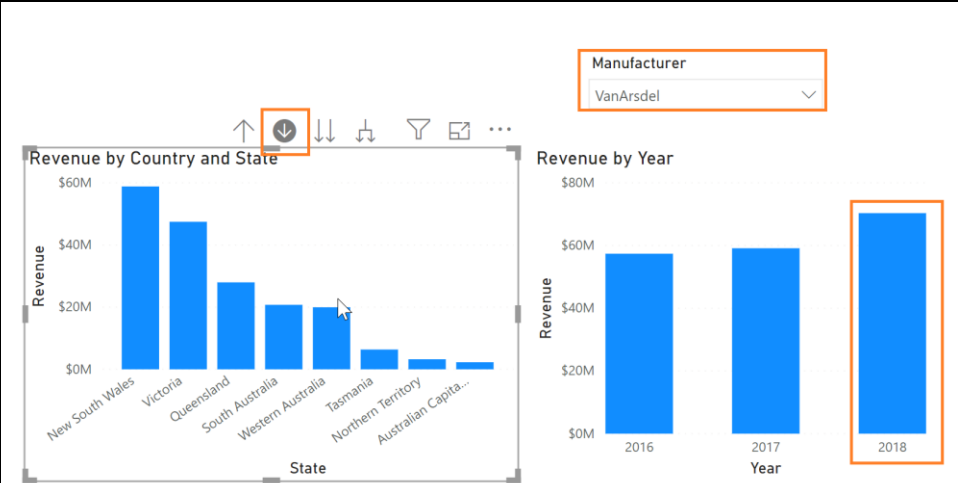 Manufacturer
VanArsdel
Revenue by Country and State
$60M
$40M
$20M
$0M
Revenue
New South Wales
Victoria
Queensland
South Australia
Western Australia
Tasmania
Northern Territory
Australian Capita...
State
Revenue by Year
$80M
$60M
$40M
$20M
$0M
Revenue
2016
2017
2018
Year